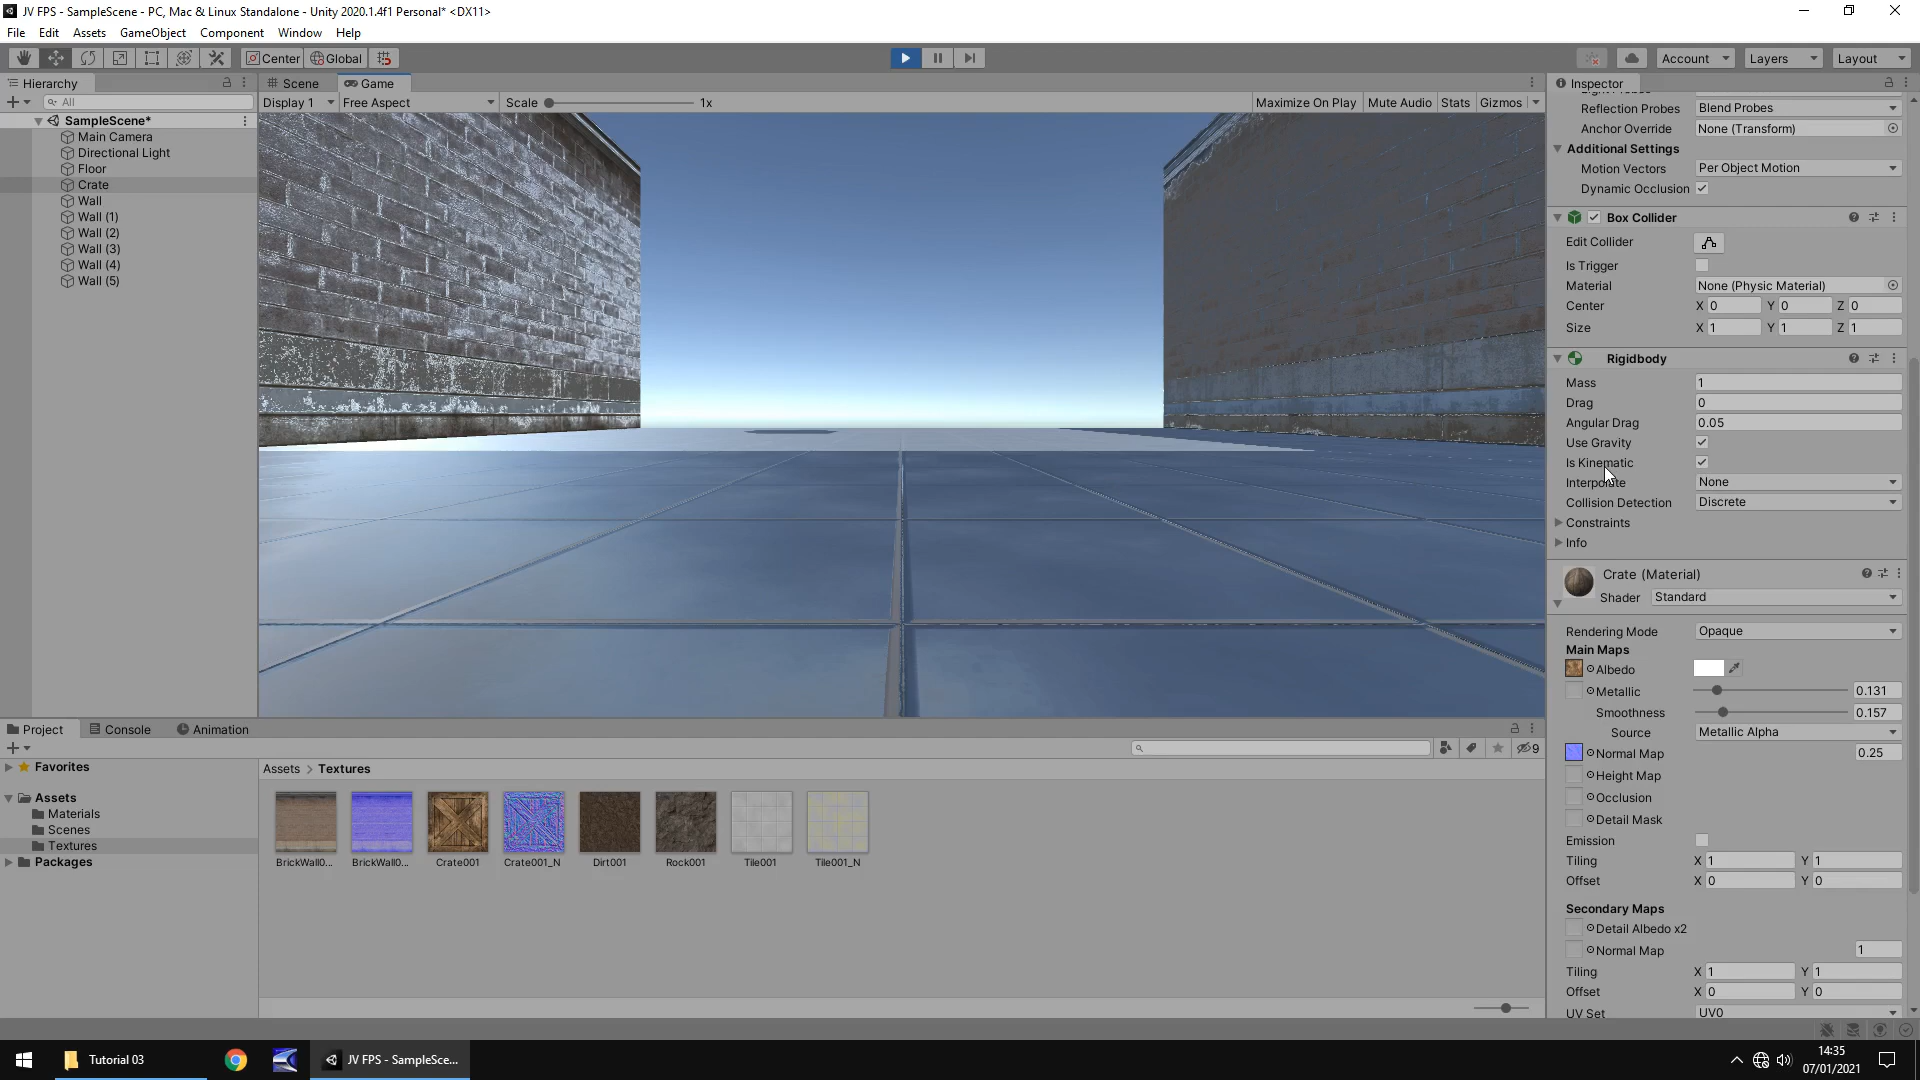 JV FPS - SampleScene - PC, Mac & Linux Standalone - Unity 2020.1.4f1 Personal* <DX11>
File Edit Assets GameObject Component Window Help
Center Global Account Layers Layout
Hierarchy
All
SampleScene*
Main Camera
Directional Light
Floor
Crate
Wall
Wall (1)
Wall (2)
Wall (3)
Wall (4)
Wall (5)
Scene Game
Display 1 Free Aspect Scale 1x Maximize On Play Mute Audio Stats Gizmos
Inspector
Reflection Probes Blend Probes
Anchor Override None (Transform)
Additional Settings
Motion Vectors Per Object Motion
Dynamic Occlusion
Box Collider
Edit Collider
Is Trigger
Material None (Physic Material)
Center X 0 Y 0 Z 0
Size X 1 Y 1 Z 1
Rigidbody
Mass 1
Drag 0
Angular Drag 0.05
Use Gravity
Is Kinematic
Interpolate None
Collision Detection Discrete
Constraints
Info
Crate (Material)
Shader Standard
Rendering Mode Opaque
Main Maps
Albedo
Metallic 0.131
Smoothness 0.157
Source Metallic Alpha
Normal Map 0.25
Height Map
Occlusion
Detail Mask
Emission
Tiling X 1 Y 1
Offset X 0 Y 0
Secondary Maps
Detail Albedo x2
Normal Map 1
Tiling X 1 Y 1
Offset X 0 Y 0
UV Set UV0
Project Console Animation
9
Favorites
Assets
Materials
Scenes
Textures
Packages
Assets > Textures
BrickWall0... BrickWall0... Crate001 Crate001_N Dirt001 Rock001 Tile001 Tile001_N
Tutorial 03 JV FPS - SampleSce...
14:35
07/01/2021